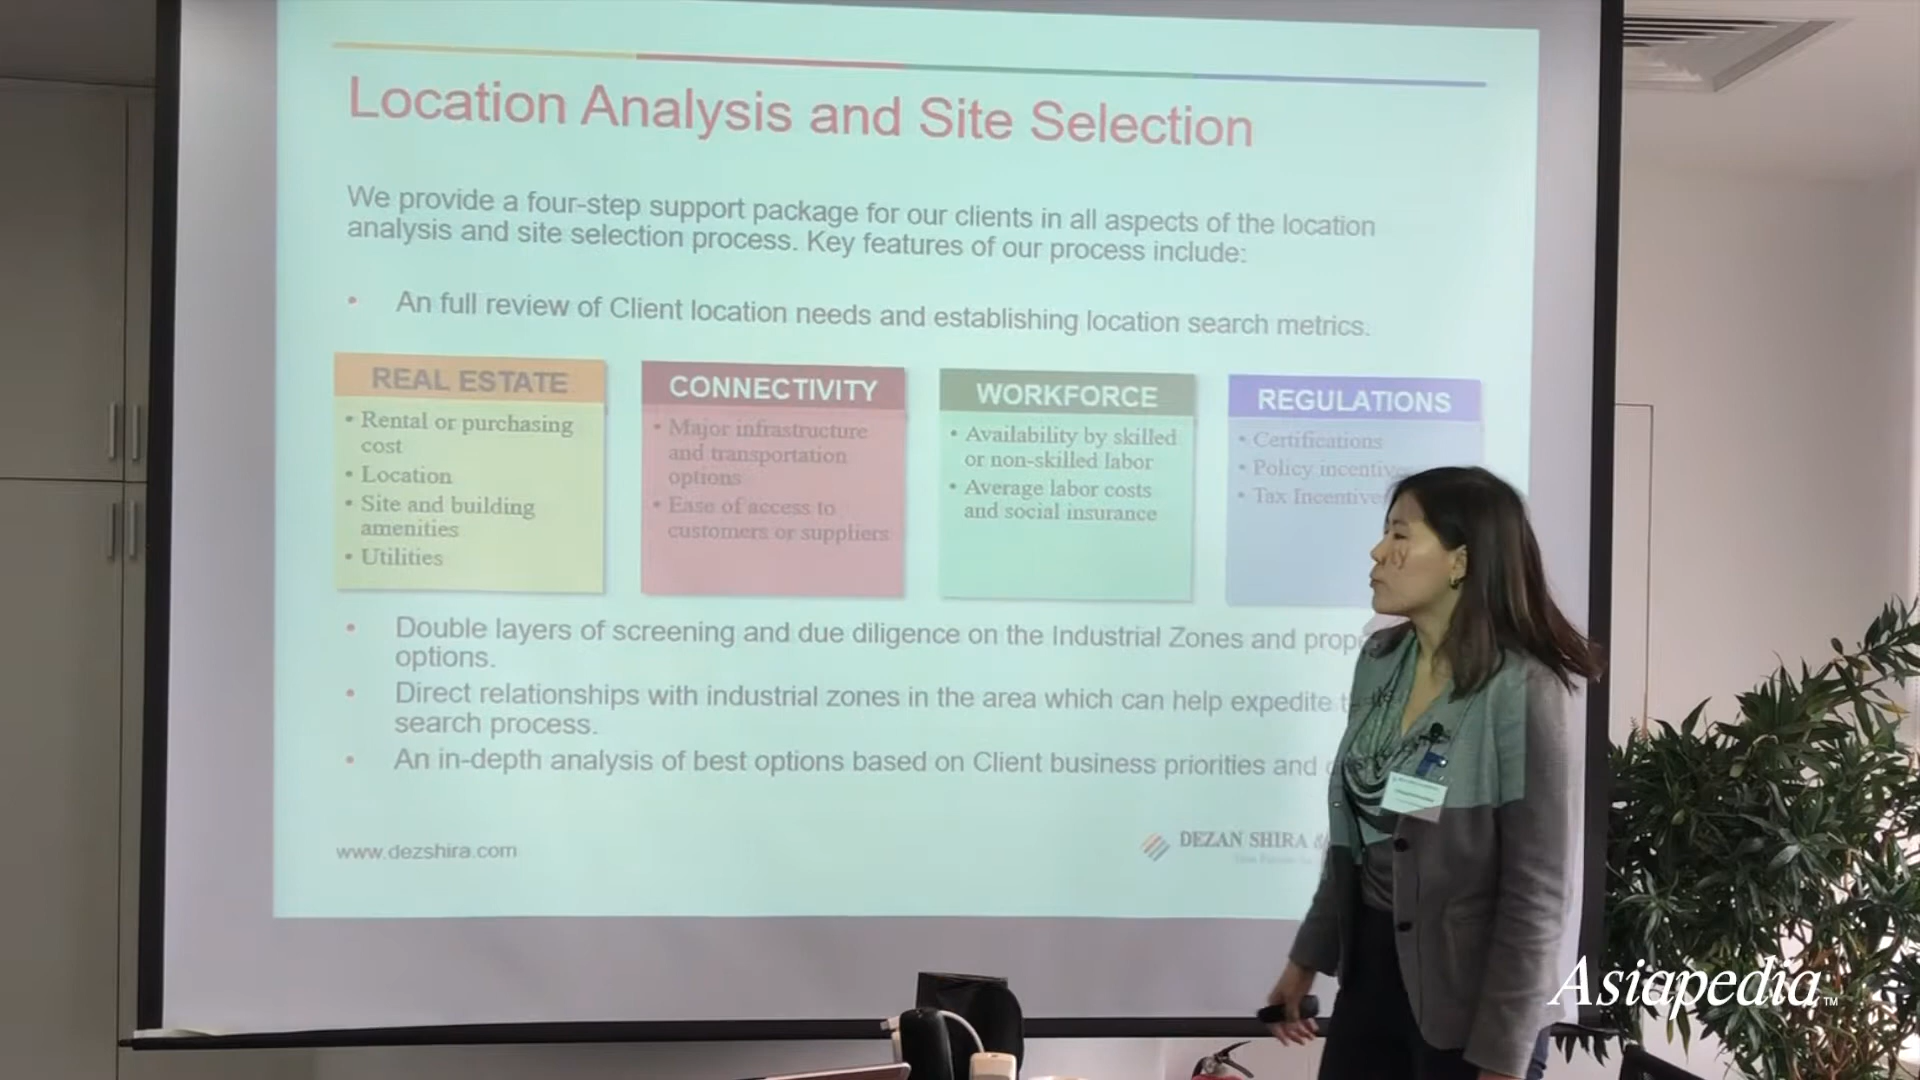 Location Analysis and Site Selection
We provide a four-step support package for our clients in all aspects of the location
analysis and site selection process. Key features of our process include:
• An full review of Client location needs and establishing location search metrics.
REAL ESTATE
• Rental or purchasing
cost
• Location
• Site and building
amenities
• Utilities
CONNECTIVITY
• Major infrastructure
and transportation
options
• Ease of access to
customers or suppliers
WORKFORCE
• Availability by skilled
or non-skilled labor
• Average labor costs
and social insurance
REGULATIONS
• Certifications
• Policy incentive
• Tax Incentive
• Double layers of screening and due diligence on the Industrial Zones and prope
options.
• Direct relationships with industrial zones in the area which can help expedite
search process.
• An in-depth analysis of best options based on Client business priorities and
www.dezshira.com
DEZAN SHIRA &
Asiapedia™